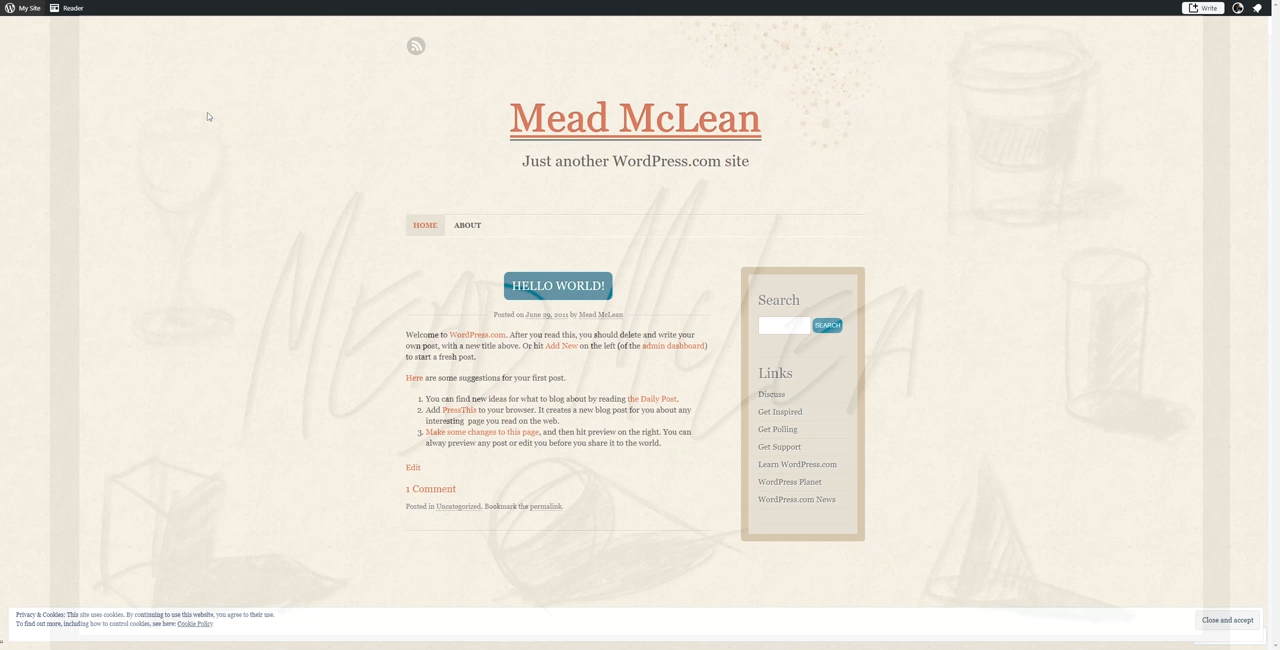 My Site Reader Write
Mead McLean
Just another WordPress.com site
HOME ABOUT
HELLO WORLD!
Posted on June 29, 2011 by Mead McLean
Welcome to WordPress.com. After you read this, you should delete and write your
own post, with a new title above. Or hit Add New on the left (of the admin dashboard)
to start a fresh post.
Here are some suggestions for your first post.
1. You can find new ideas for what to blog about by reading the Daily Post.
2. Add PressThis to your browser. It creates a new blog post for you about any
interesting page you read on the web.
3. Make some changes to this page, and then hit preview on the right. You can
alway preview any post or edit you before you share it to the world.
Edit
1 Comment
Posted in Uncategorized. Bookmark the permalink.
Search
SEARCH
Links
Discuss
Get Inspired
Get Polling
Get Support
Learn WordPress.com
WordPress Planet
WordPress.com News
Privacy & Cookies: This site uses cookies. By continuing to use this website, you agree to their use.
To find out more, including how to control cookies, see here: Cookie Policy
Close and accept